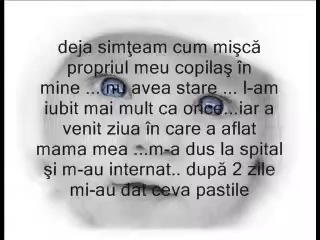 deja simţeam cum mişcă
propriul meu copilaş în
mine ... nu avea stare ... l-am
iubit mai mult ca orice...iar a
venit ziua în care a aflat
mama mea ...m-a dus la spital
şi m-au internat.. după 2 zile
mi-au dat ceva pastile